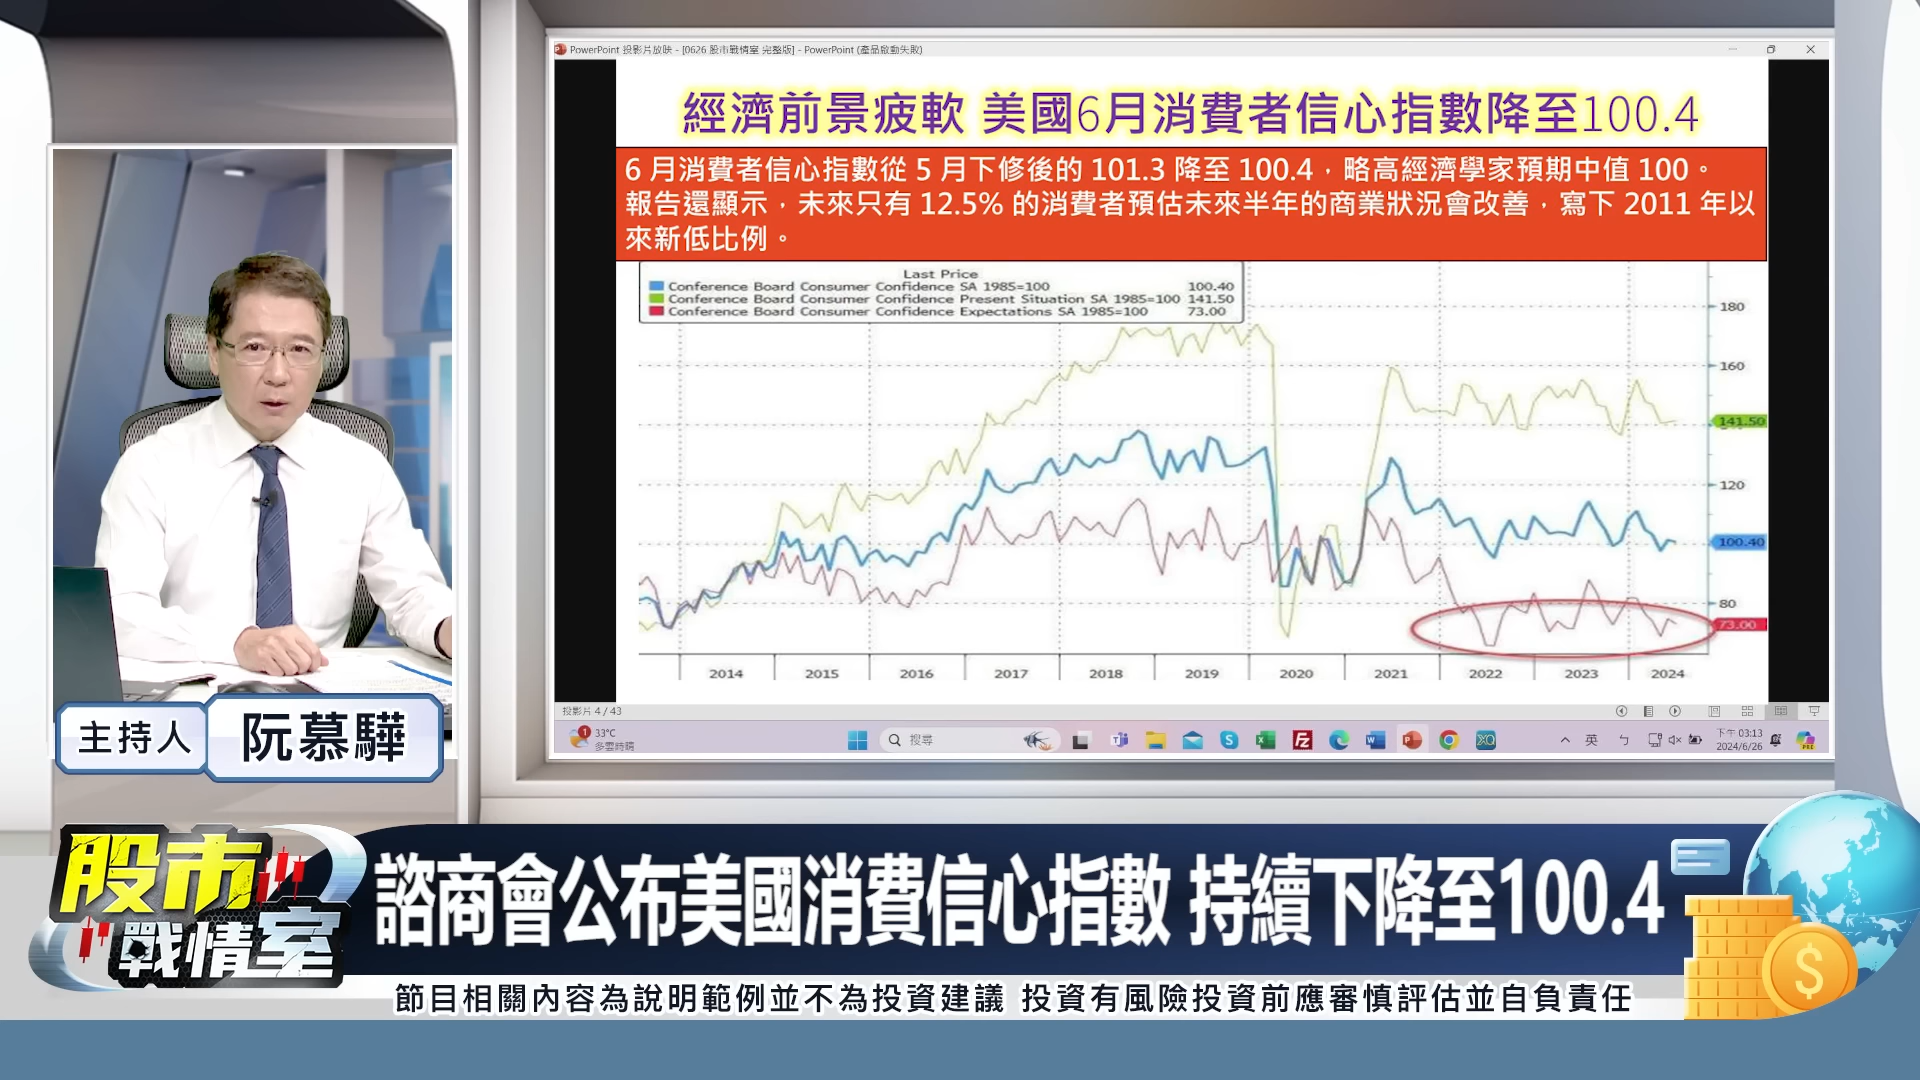 PowerPoint 投影片放映 - [0626 股市戰情室 完整版] - PowerPoint (產品啟動失敗)
經濟前景疲軟 美國6月消費者信心指數降至100.4
6 月消費者信心指數從 5 月下修後的 101.3 降至 100.4，略高經濟學家預期中值 100。
報告還顯示，未來只有 12.5% 的消費者預估未來半年的商業狀況會改善，寫下 2011 年以
來新低比例。
Last Price
Conference Board Consumer Confidence SA 1985=100 100.40
Conference Board Consumer Confidence Present Situation SA 1985=100 141.50
Conference Board Consumer Confidence Expectations SA 1985=100 73.00
180
160
141.50
120
100.40
80
73.00
2014 2015 2016 2017 2018 2019 2020 2021 2022 2023 2024
投影片 4 / 43
1
33°C
多雲時晴
搜尋
英
ㄅ
下午 03:13
2024/6/26
主持人
阮慕驊
股市
戰情室
諮商會公布美國消費信心指數 持續下降至100.4
節目相關內容為說明範例並不為投資建議 投資有風險投資前應審慎評估並自負責任